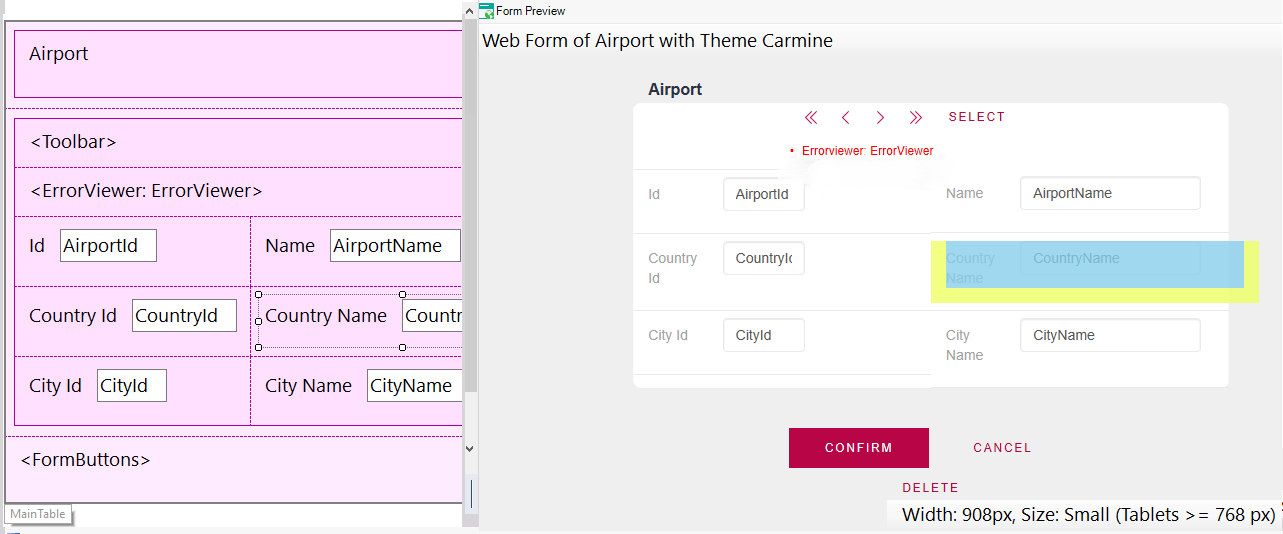 Airport
<Toolbar>
<ErrorViewer: ErrorViewer>
Id AirportId Name AirportName
Country Id CountryId Country Name Countr
City Id CityId City Name CityName
<FormButtons>
MainTable
Form Preview
Web Form of Airport with Theme Carmine
Airport
SELECT
• Errorviewer: ErrorViewer
Id AirportId Name AirportName
Country Id CountryId Country Name CountryName
City Id CityId City Name CityName
CONFIRM CANCEL
DELETE
Width: 908px, Size: Small (Tablets >= 768 px)